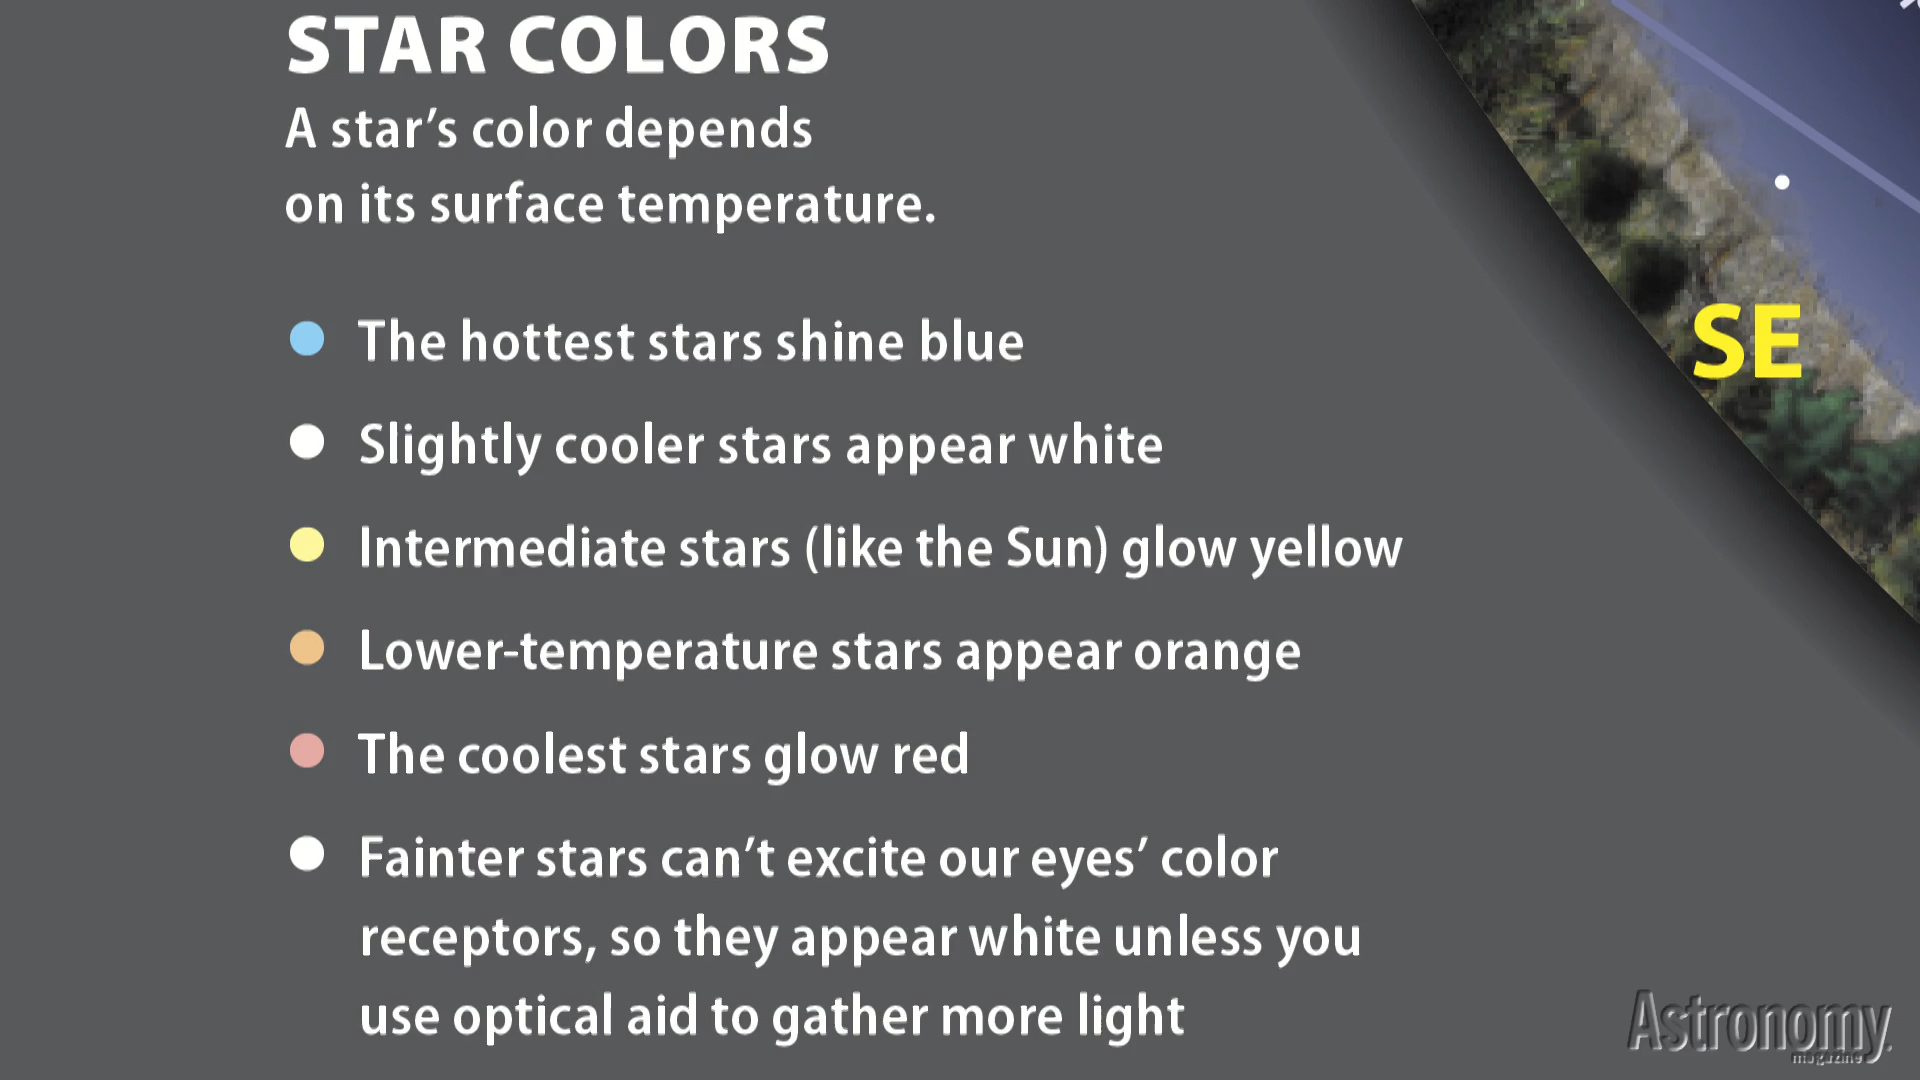 STAR COLORS
A star’s color depends
on its surface temperature.
The hottest stars shine blue
Slightly cooler stars appear white
Intermediate stars (like the Sun) glow yellow
Lower-temperature stars appear orange
The coolest stars glow red
Fainter stars can’t excite our eyes’ color
receptors, so they appear white unless you
use optical aid to gather more light
SE
Astronomy
magazine